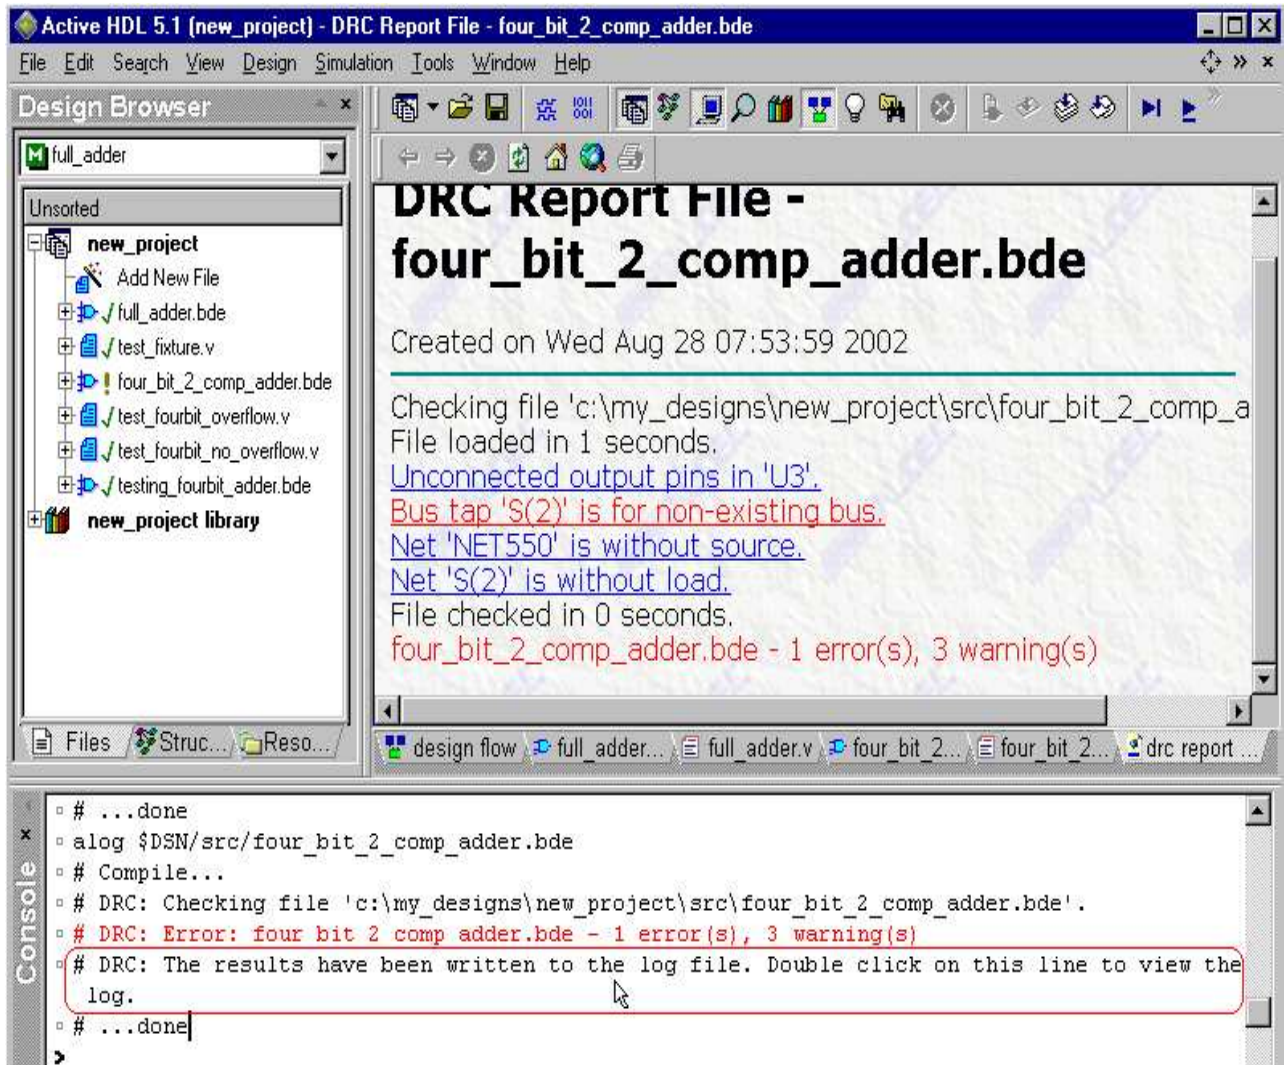 Active HDL 5.1 (new_project) - DRC Report File - four_bit_2_comp_adder.bde
File Edit Search View Design Simulation Tools Window Help
Design Browser
full_adder
Unsorted
new_project
Add New File
full_adder.bde
test_fixture.v
four_bit_2_comp_adder.bde
test_fourbit_overflow.v
test_fourbit_no_overflow.v
testing_fourbit_adder.bde
new_project library
Files Struc... Reso...
DRC Report File -
four_bit_2_comp_adder.bde
Created on Wed Aug 28 07:53:59 2002
Checking file 'c:\my_designs\new_project\src\four_bit_2_comp_a
File loaded in 1 seconds.
Unconnected output pins in 'U3'.
Bus tap 'S(2)' is for non-existing bus.
Net 'NET550' is without source.
Net 'S(2)' is without load.
File checked in 0 seconds.
four_bit_2_comp_adder.bde - 1 error(s), 3 warning(s)
design flow full_adder... full_adder.v four_bit_2... four_bit_2... drc report ...
Console
# ...done
alog $DSN/src/four_bit_2_comp_adder.bde
# Compile...
# DRC: Checking file 'c:\my_designs\new_project\src\four_bit_2_comp_adder.bde'.
# DRC: Error: four_bit_2_comp_adder.bde - 1 error(s), 3 warning(s)
# DRC: The results have been written to the log file. Double click on this line to view the
log.
# ...done
>